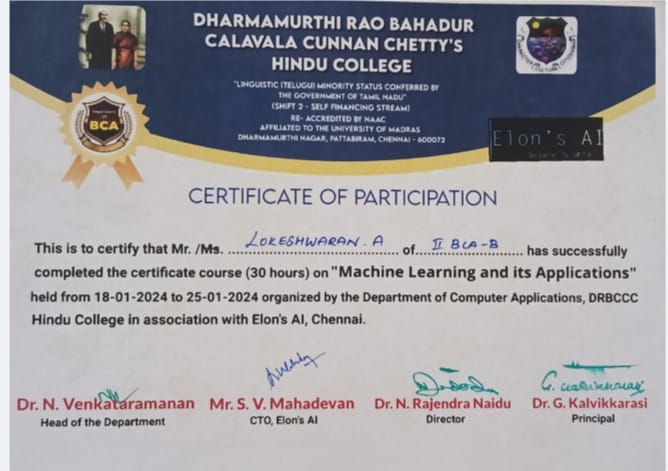 DHARMAMURTHI RAO BAHADUR
CALAVALA CUNNAN CHETTY'S
HINDU COLLEGE
"LINGUISTIC (TELUGU) MINORITY STATUS CONFERRED BY
THE GOVERNMENT OF TAMIL NADU"
(SHIFT 2 - SELF FINANCING STREAM)
RE- ACCREDITED BY NAAC
AFFILIATED TO THE UNIVERSITY OF MADRAS
DHARMAMURTHI NAGAR, PATTABIRAM, CHENNAI - 600072
BCA
Elon's AI
CERTIFICATE OF PARTICIPATION
This is to certify that Mr. /Ms. LOKESHWARAN. A of II BCA-B has successfully
completed the certificate course (30 hours) on "Machine Learning and its Applications"
held from 18-01-2024 to 25-01-2024 organized by the Department of Computer Applications, DRBCCC
Hindu College in association with Elon's AI, Chennai.
Dr. N. Venkataramanan
Head of the Department
Mr. S. V. Mahadevan
CTO, Elon's AI
Dr. N. Rajendra Naidu
Director
G. Kalvikkarasi
Dr. G. Kalvikkarasi
Principal